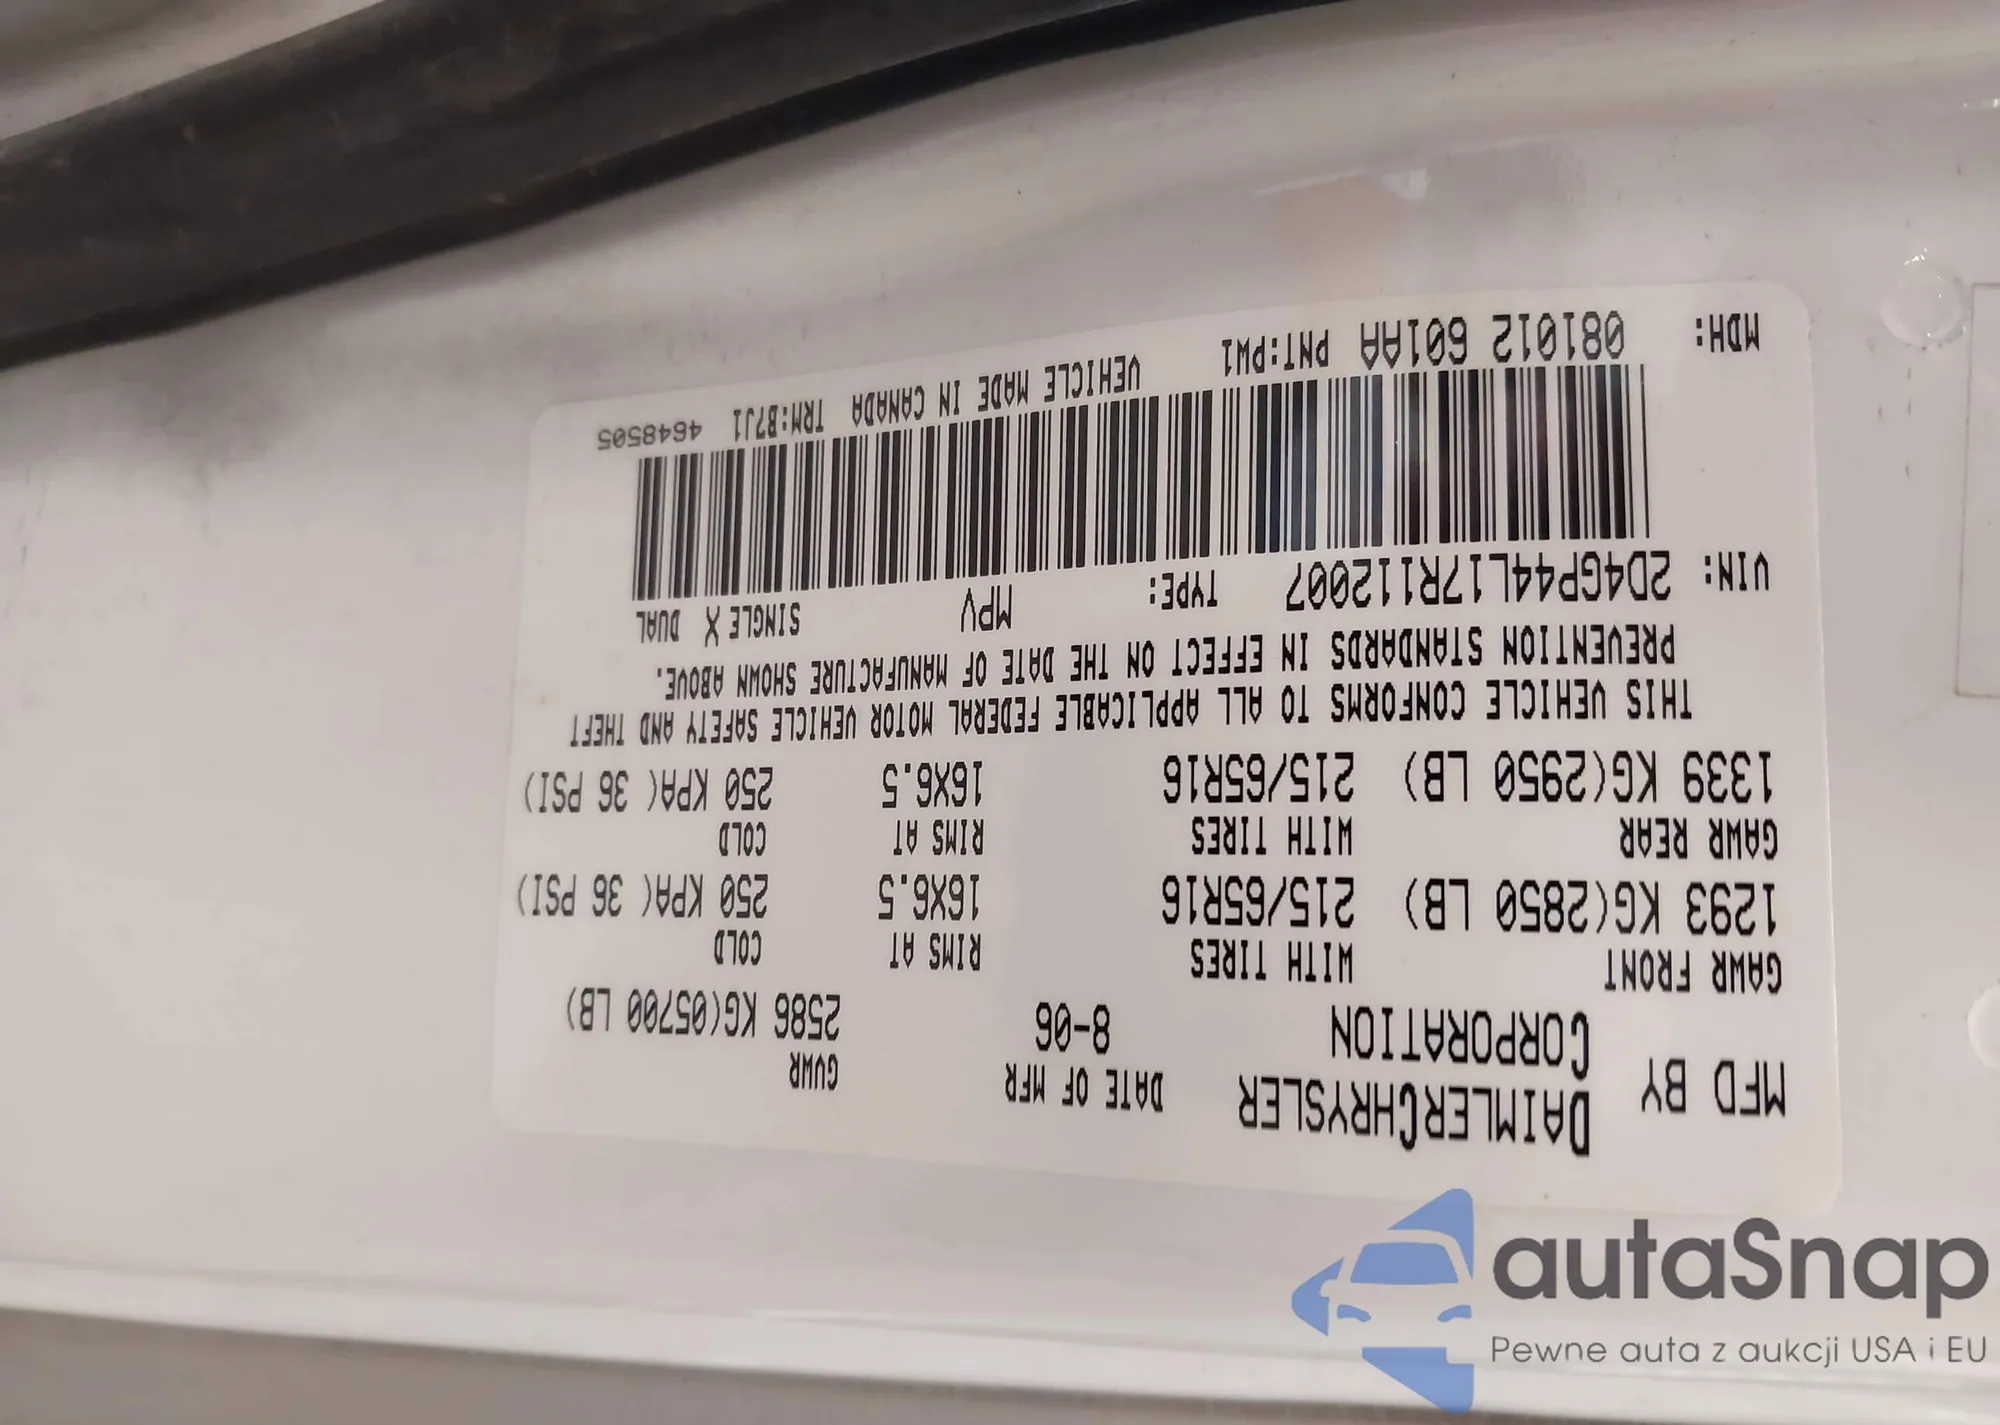 MFD BY DAIMLERCHRYSLER CORPORATION DATE OF MFR 8-06 GVWR 2586 KG(05700 LB)
GAWR FRONT WITH TIRES RIMS AT COLD
1293 KG(2850 LB) 215/65R16 16X6.5 250 KPA( 36 PSI)
GAWR REAR WITH TIRES RIMS AT COLD
1339 KG(2950 LB) 215/65R16 16X6.5 250 KPA( 36 PSI)
THIS VEHICLE CONFORMS TO ALL APPLICABLE FEDERAL MOTOR VEHICLE SAFETY AND THEFT
PREVENTION STANDARDS IN EFFECT ON THE DATE OF MANUFACTURE SHOWN ABOVE.
VIN: 2D4GP44L17R112007 TYPE: MPV SINGLE X DUAL
MDH: 081012 601AA PNT:PW1 VEHICLE MADE IN CANADA TRM:B7J1 4648505
autaSnap
Pewne auta z aukcji USA i EU